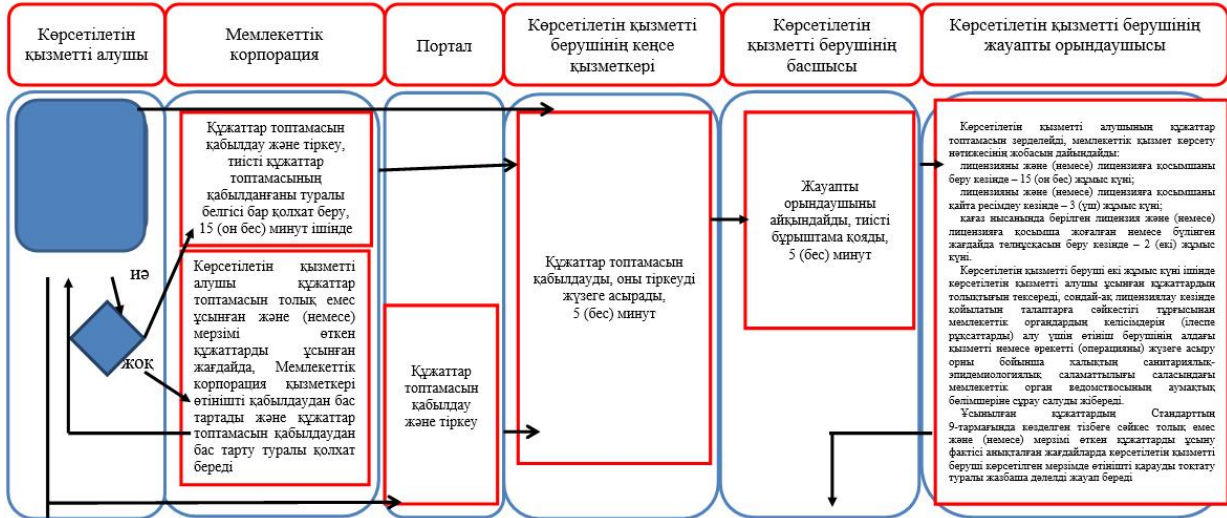 Көрсетілетін
қызметті алушы
Мемлекеттік
корпорация
Портал
Көрсетілетін қызметті
берушінің кеңсе
қызметкері
Көрсетілетін
қызметті берушінің
басшысы
Көрсетілетін қызметті берушінің
жауапты орындаушысы
иә
жоқ
Құжаттар топтамасын
қабылдау және тіркеу,
тиісті құжаттар
топтамасының
қабылданғаны туралы
белгісі бар қолхат беру,
15 (он бес) минут ішінде
Көрсетілетін қызметті
алушы құжаттар
топтамасын толық емес
ұсынған және (немесе)
мерзімі өткен
құжаттарды ұсынған
жағдайда, Мемлекеттік
корпорация қызметкері
өтінішті қабылдаудан бас
тартады және құжаттар
топтамасын қабылдаудан
бас тарту туралы қолхат
береді
Құжаттар
топтамасын
қабылдау
және тіркеу
Құжаттар топтамасын
қабылдауды, оны тіркеуді
жүзеге асырады,
5 (бес) минут
Жауапты
орындаушыны
айқындайды, тиісті
бұрыштама қояды,
5 (бес) минут
Көрсетілетін қызметті алушының құжаттар
топтамасын зерделейді, мемлекеттік қызмет көрсету
нәтижесінің жобасын дайындайды:
лицензияны және (немесе) лицензияға қосымшаны
беру кезінде – 15 (он бес) жұмыс күні;
лицензияны және (немесе) лицензияға қосымшаны
қайта ресімдеу кезінде – 3 (үш) жұмыс күні;
қағаз нысанында берілген лицензия және (немесе)
лицензияға қосымша жоғалған немесе бүлінген
жағдайда телнұсқасын беру кезінде – 2 (екі) жұмыс
күні.
Көрсетілетін қызметті беруші екі жұмыс күні ішінде
көрсетілетін қызметті алушы ұсынған құжаттардың
толықтығын тексереді, сондай-ақ лицензиялау кезінде
қойылатын талаптарға сәйкестігі тұрғысынан
мемлекеттік органдардың келісімдерін (ілеспе
рұқсаттарды) алу үшін өтініш берушінің алдағы
қызметті немесе әрекетті (операцияны) жүзеге асыру
орны бойынша халықтың санитариялық-
эпидемиологиялық саламаттылығы саласындағы
мемлекеттік орган ведомствосының аумақтық
бөлімшеріне сұрау салуды жібереді.
Ұсынылған құжаттардың Стандарттың
9-тармағында көзделген тізбеге сәйкес толық емес
және (немесе) мерзімі өткен құжаттарды ұсыну
фактісі анықталған жағдайларда көрсетілетін қызметті
беруші көрсетілген мерзімде өтінішті қарауды тоқтату
туралы жазбаша дәлелді жауап береді